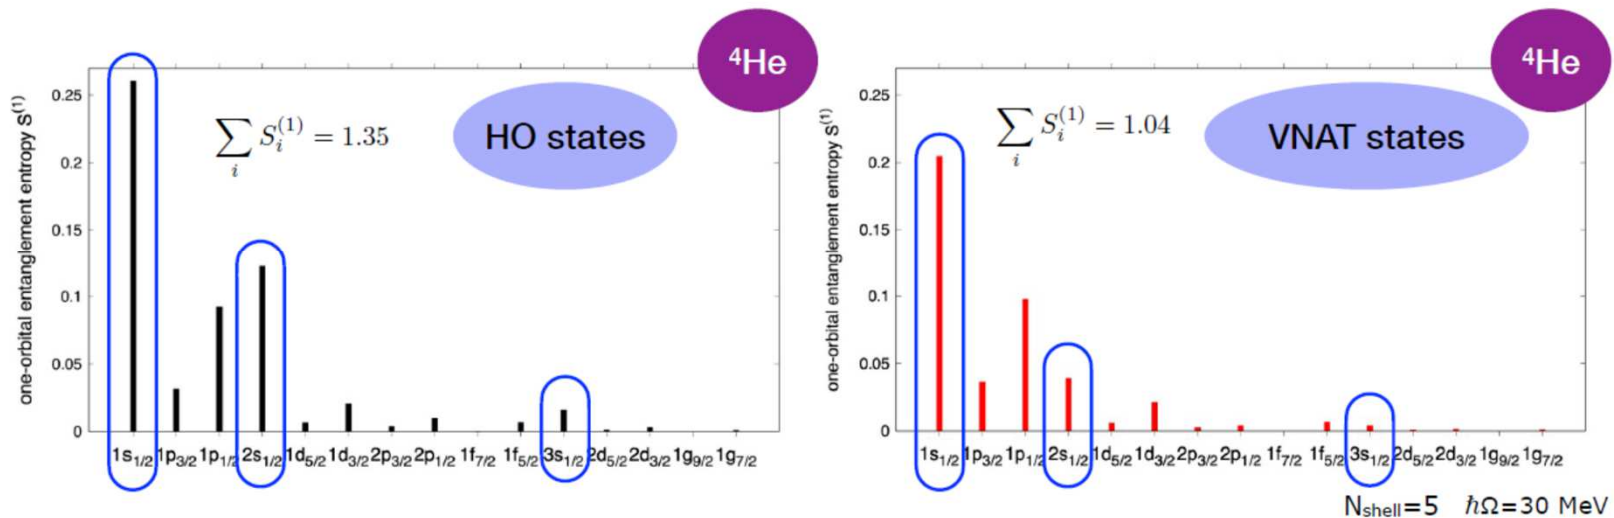 ⁴He
HO states
∑ᵢ Sᵢ⁽¹⁾ = 1.35
one-orbital entanglement entropy S⁽¹⁾
0.25
0.2
0.15
0.1
0.05
0
1s₁/₂ 1p₃/₂ 1p₁/₂ 2s₁/₂ 1d₅/₂ 1d₃/₂ 2p₃/₂ 2p₁/₂ 1f₇/₂ 1f₅/₂ 3s₁/₂ 2d₅/₂ 2d₃/₂ 1g₉/₂ 1g₇/₂
⁴He
VNAT states
∑ᵢ Sᵢ⁽¹⁾ = 1.04
one-orbital entanglement entropy S⁽¹⁾
0.25
0.2
0.15
0.1
0.05
0
1s₁/₂ 1p₃/₂ 1p₁/₂ 2s₁/₂ 1d₅/₂ 1d₃/₂ 2p₃/₂ 2p₁/₂ 1f₇/₂ 1f₅/₂ 3s₁/₂ 2d₅/₂ 2d₃/₂ 1g₉/₂ 1g₇/₂
Nshell=5 ℏΩ=30 MeV